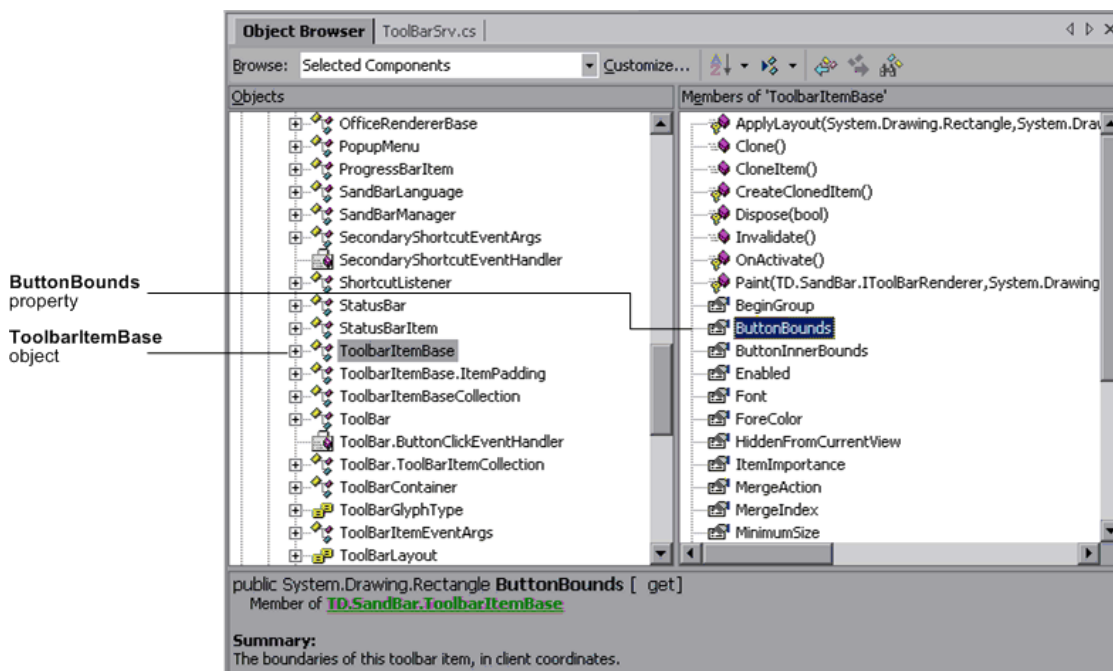 Object Browser ToolBarSrv.cs
Browse: Selected Components Customize...
Objects
OfficeRendererBase
PopupMenu
ProgressBarItem
SandBarLanguage
SandBarManager
SecondaryShortcutEventArgs
SecondaryShortcutEventHandler
ShortcutListener
StatusBar
StatusBarItem
ToolbarItemBase
ToolbarItemBase.ItemPadding
ToolbarItemBaseCollection
ToolBar
ToolBar.ButtonClickEventHandler
ToolBar.ToolBarItemCollection
ToolBarContainer
ToolBarGlyphType
ToolBarItemEventArgs
ToolBarLayout
Members of 'ToolbarItemBase'
ApplyLayout(System.Drawing.Rectangle,System.Drav
Clone()
CloneItem()
CreateClonedItem()
Dispose(bool)
Invalidate()
OnActivate()
Paint(TD.SandBar.IToolBarRenderer,System.Drawing
BeginGroup
ButtonBounds
ButtonInnerBounds
Enabled
Font
ForeColor
HiddenFromCurrentView
ItemImportance
MergeAction
MergeIndex
MinimumSize
ButtonBounds
property
ToolbarItemBase
object
public System.Drawing.Rectangle ButtonBounds [ get]
Member of TD.SandBar.ToolbarItemBase
Summary:
The boundaries of this toolbar item, in client coordinates.